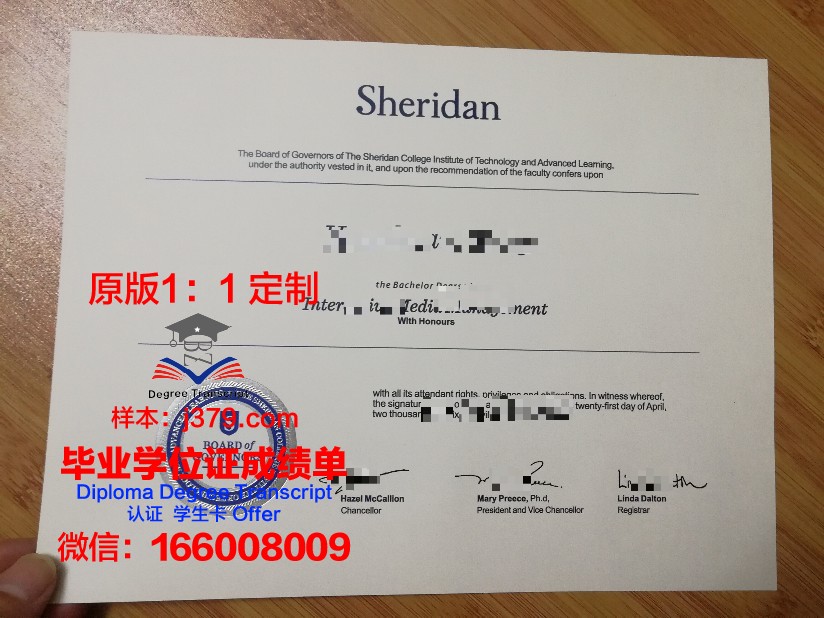 Sheridan
The Board of Governors of The Sheridan College Institute of Technology and Advanced Learning,
under the authority vested in it, and upon the recommendation of the faculty confers upon
原版1：1 定制
the Bachelor
With Honours
Degree
with all its attendant rights, privileges and obligations. In witness whereof,
the
twenty-first day of April,
two
样本：j379.com
BOARD of
毕业学位证成绩单
Diploma Degree Transcript
认证 学生卡 Offer
微信：166008009
Hazel McCallion
Chancellor
Mary Preece, Ph,d,
President and Vice Chancellor
Linda Dalton
Registrar